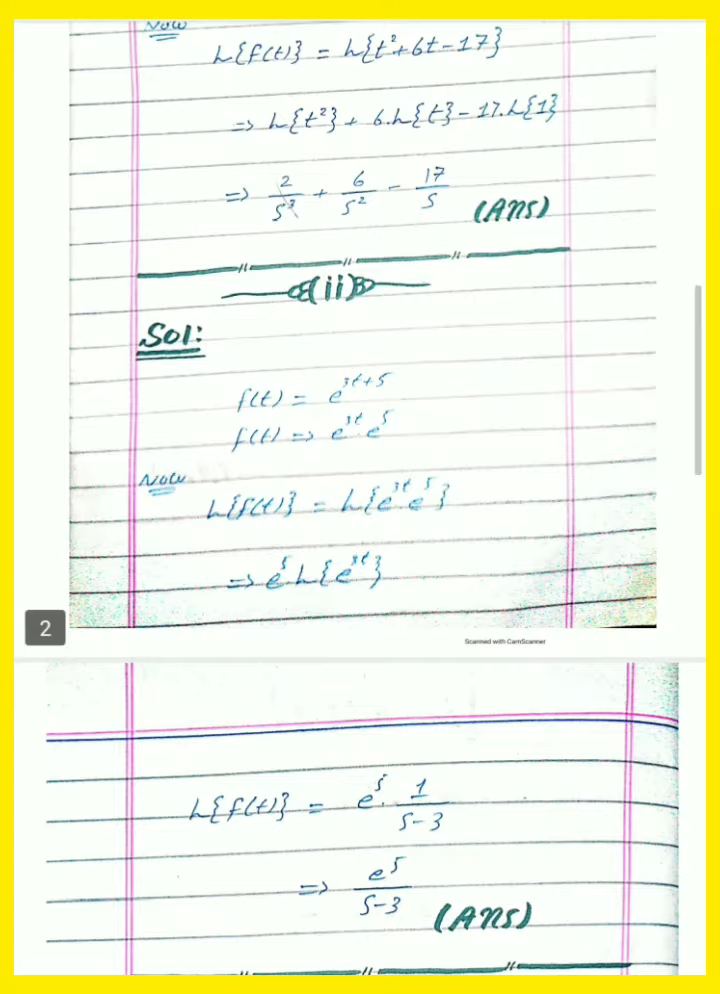 Now
L{f(t)} = L{t²+6t-17}
=> L{t²} + 6.L{t} - 17.L{1}
=> 2/s³ + 6/s² - 17/s (Ans)
(ii)
Sol:
f(t) = e^{3t+5}
f(t) => e^{3t}.e^5
Now
L{f(t)} = L{e^{3t}.e^5}
=> e^5.L{e^{3t}}
2
Scanned with CamScanner
L{f(t)} = e^5. 1/(s-3)
=> e^5/(s-3) (Ans)